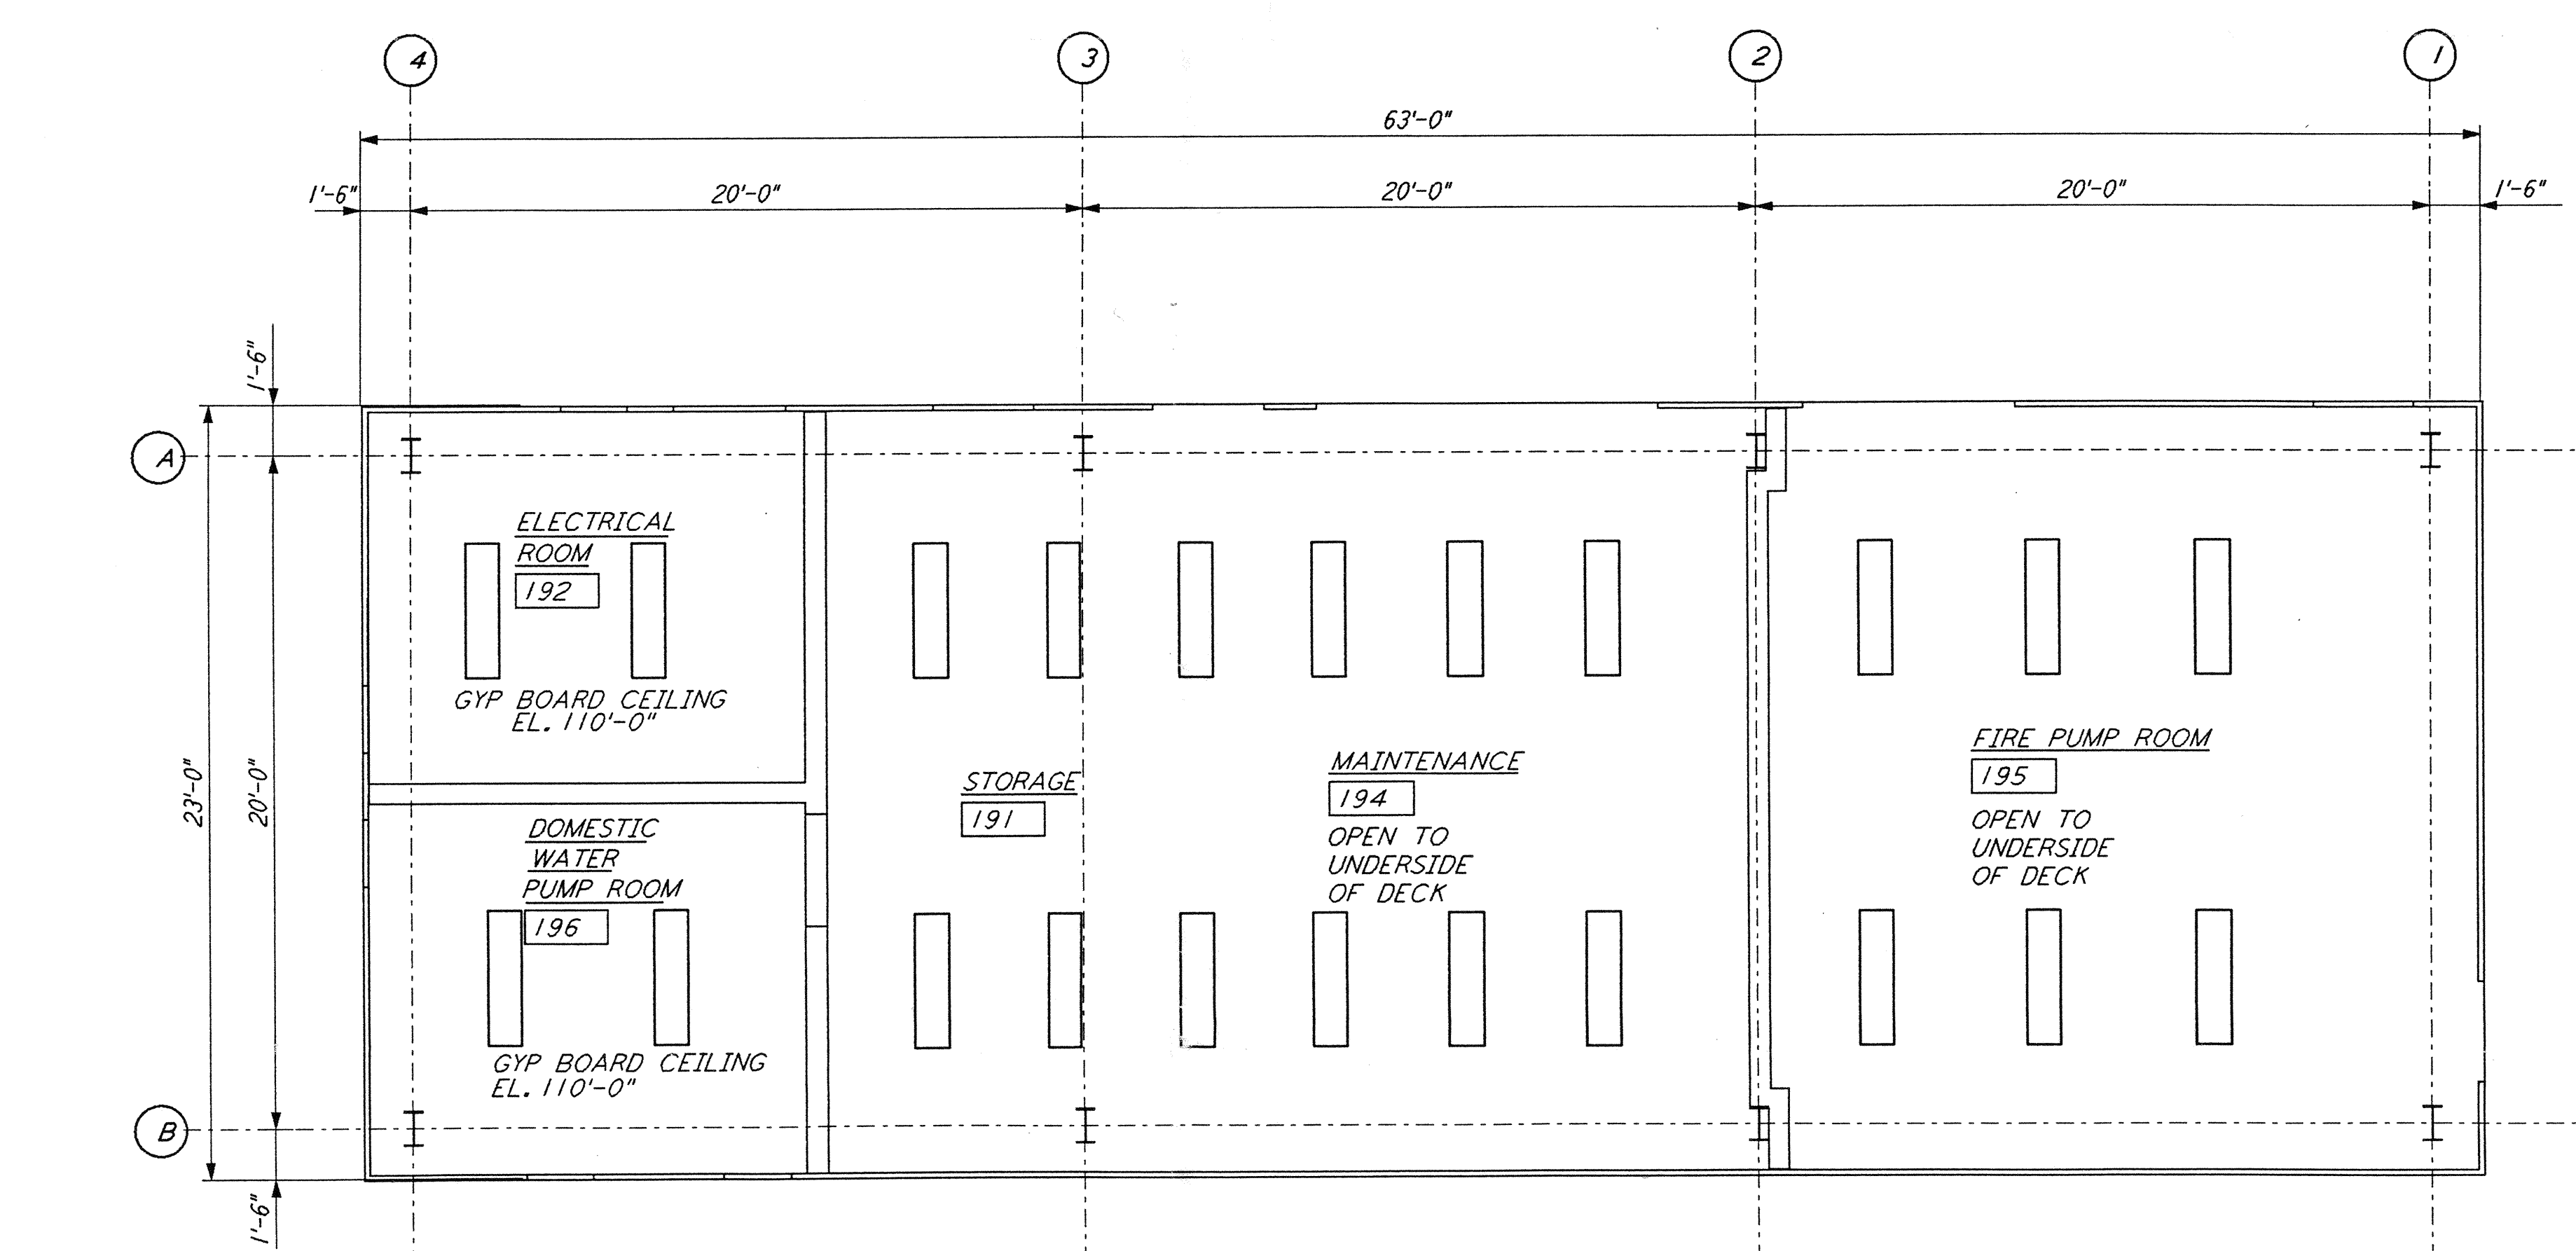 4
3
2
1
63'-0"
1'-6"
20'-0"
20'-0"
20'-0"
1'-6"
1'-6"
A
23'-0"
20'-0"
B
1'-6"
ELECTRICAL
ROOM
192
GYP BOARD CEILING
EL. 110'-0"
DOMESTIC
WATER
PUMP ROOM
196
GYP BOARD CEILING
EL. 110'-0"
STORAGE
191
MAINTENANCE
194
OPEN TO
UNDERSIDE
OF DECK
FIRE PUMP ROOM
195
OPEN TO
UNDERSIDE
OF DECK